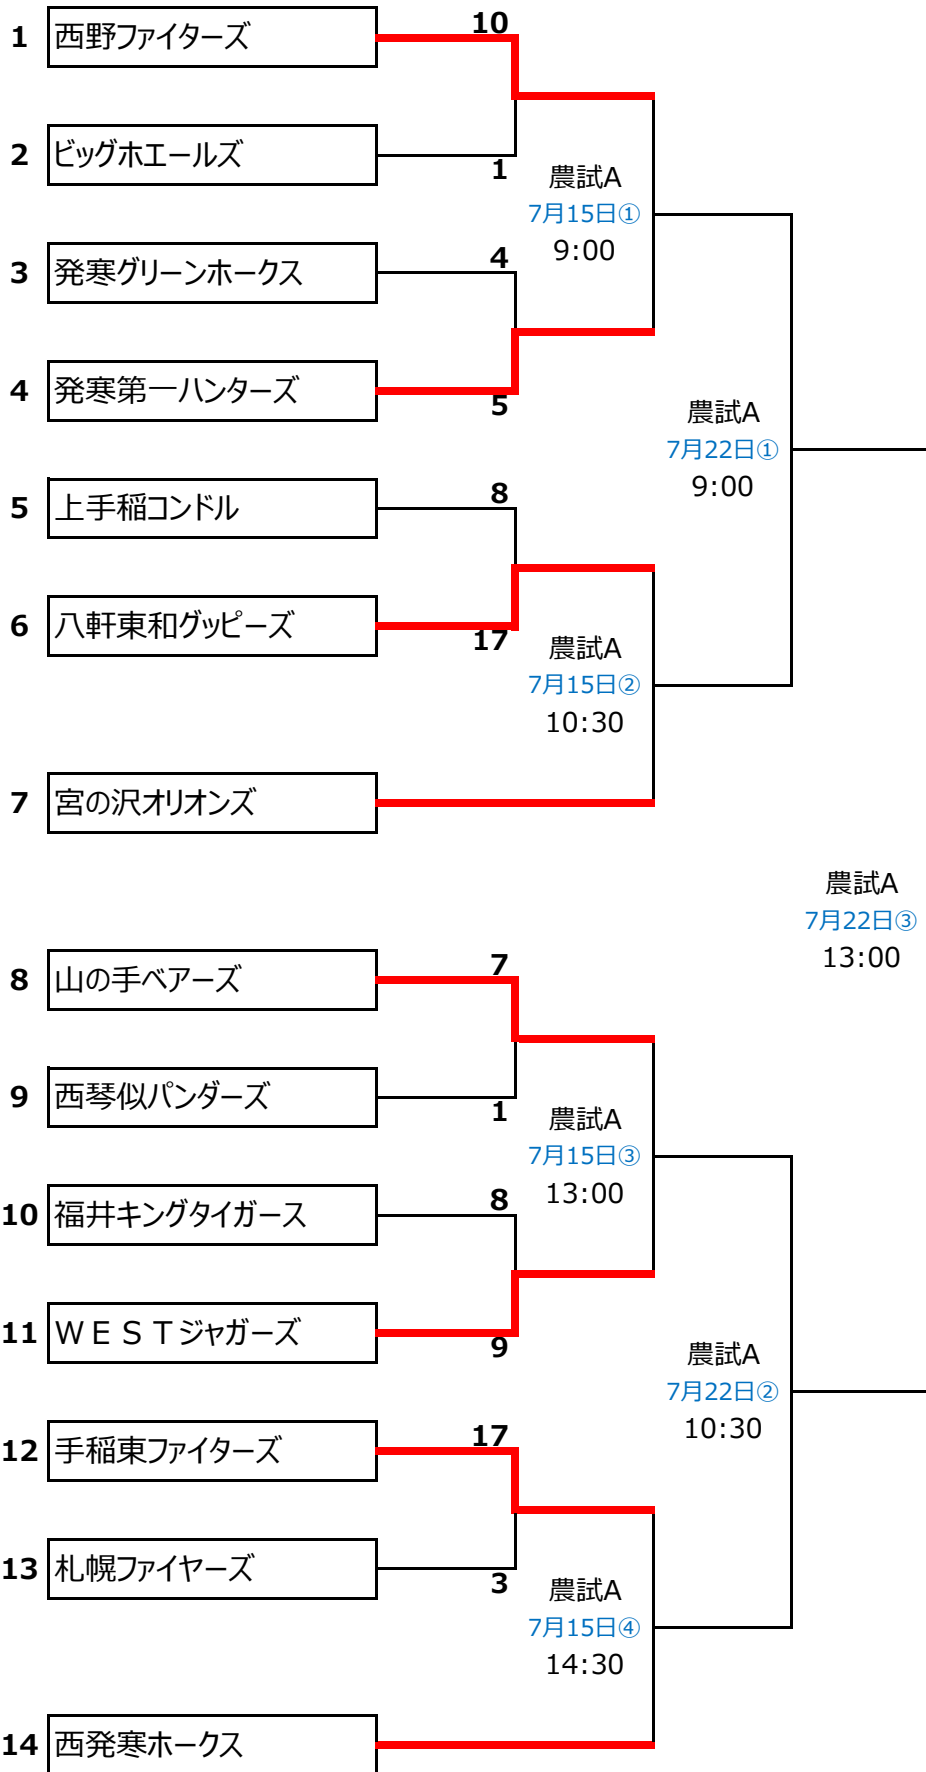 10
1 西野ファイターズ
2 ビッグホエールズ
1
農試A
7月15日①
9:00
3 発寒グリーンホークス
4
4 発寒第一ハンターズ
5
農試A
7月22日①
9:00
5 上手稲コンドル
8
6 八軒東和グッピーズ
17
農試A
7月15日②
10:30
7 宮の沢オリオンズ
農試A
7月22日③
13:00
8 山の手ベアーズ
7
9 西琴似パンダーズ
1
農試A
7月15日③
13:00
10 福井キングタイガース
8
11 ＷＥＳＴジャガーズ
9
農試A
7月22日②
10:30
12 手稲東ファイターズ
17
13 札幌ファイヤーズ
3
農試A
7月15日④
14:30
14 西発寒ホークス